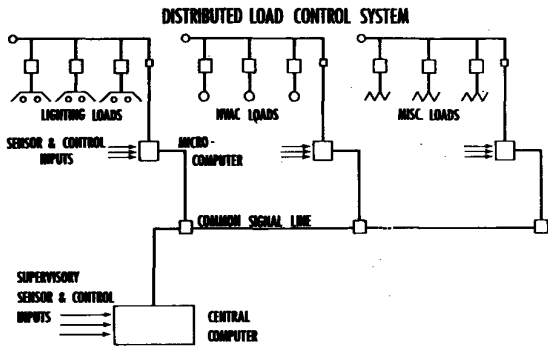 DISTRIBUTED LOAD CONTROL SYSTEM
LIGHTING LOADS
HVAC LOADS
MISC. LOADS
SENSOR & CONTROL
INPUTS
MICRO-
COMPUTER
COMMON SIGNAL LINE
SUPERVISORY
SENSOR & CONTROL
INPUTS
CENTRAL
COMPUTER